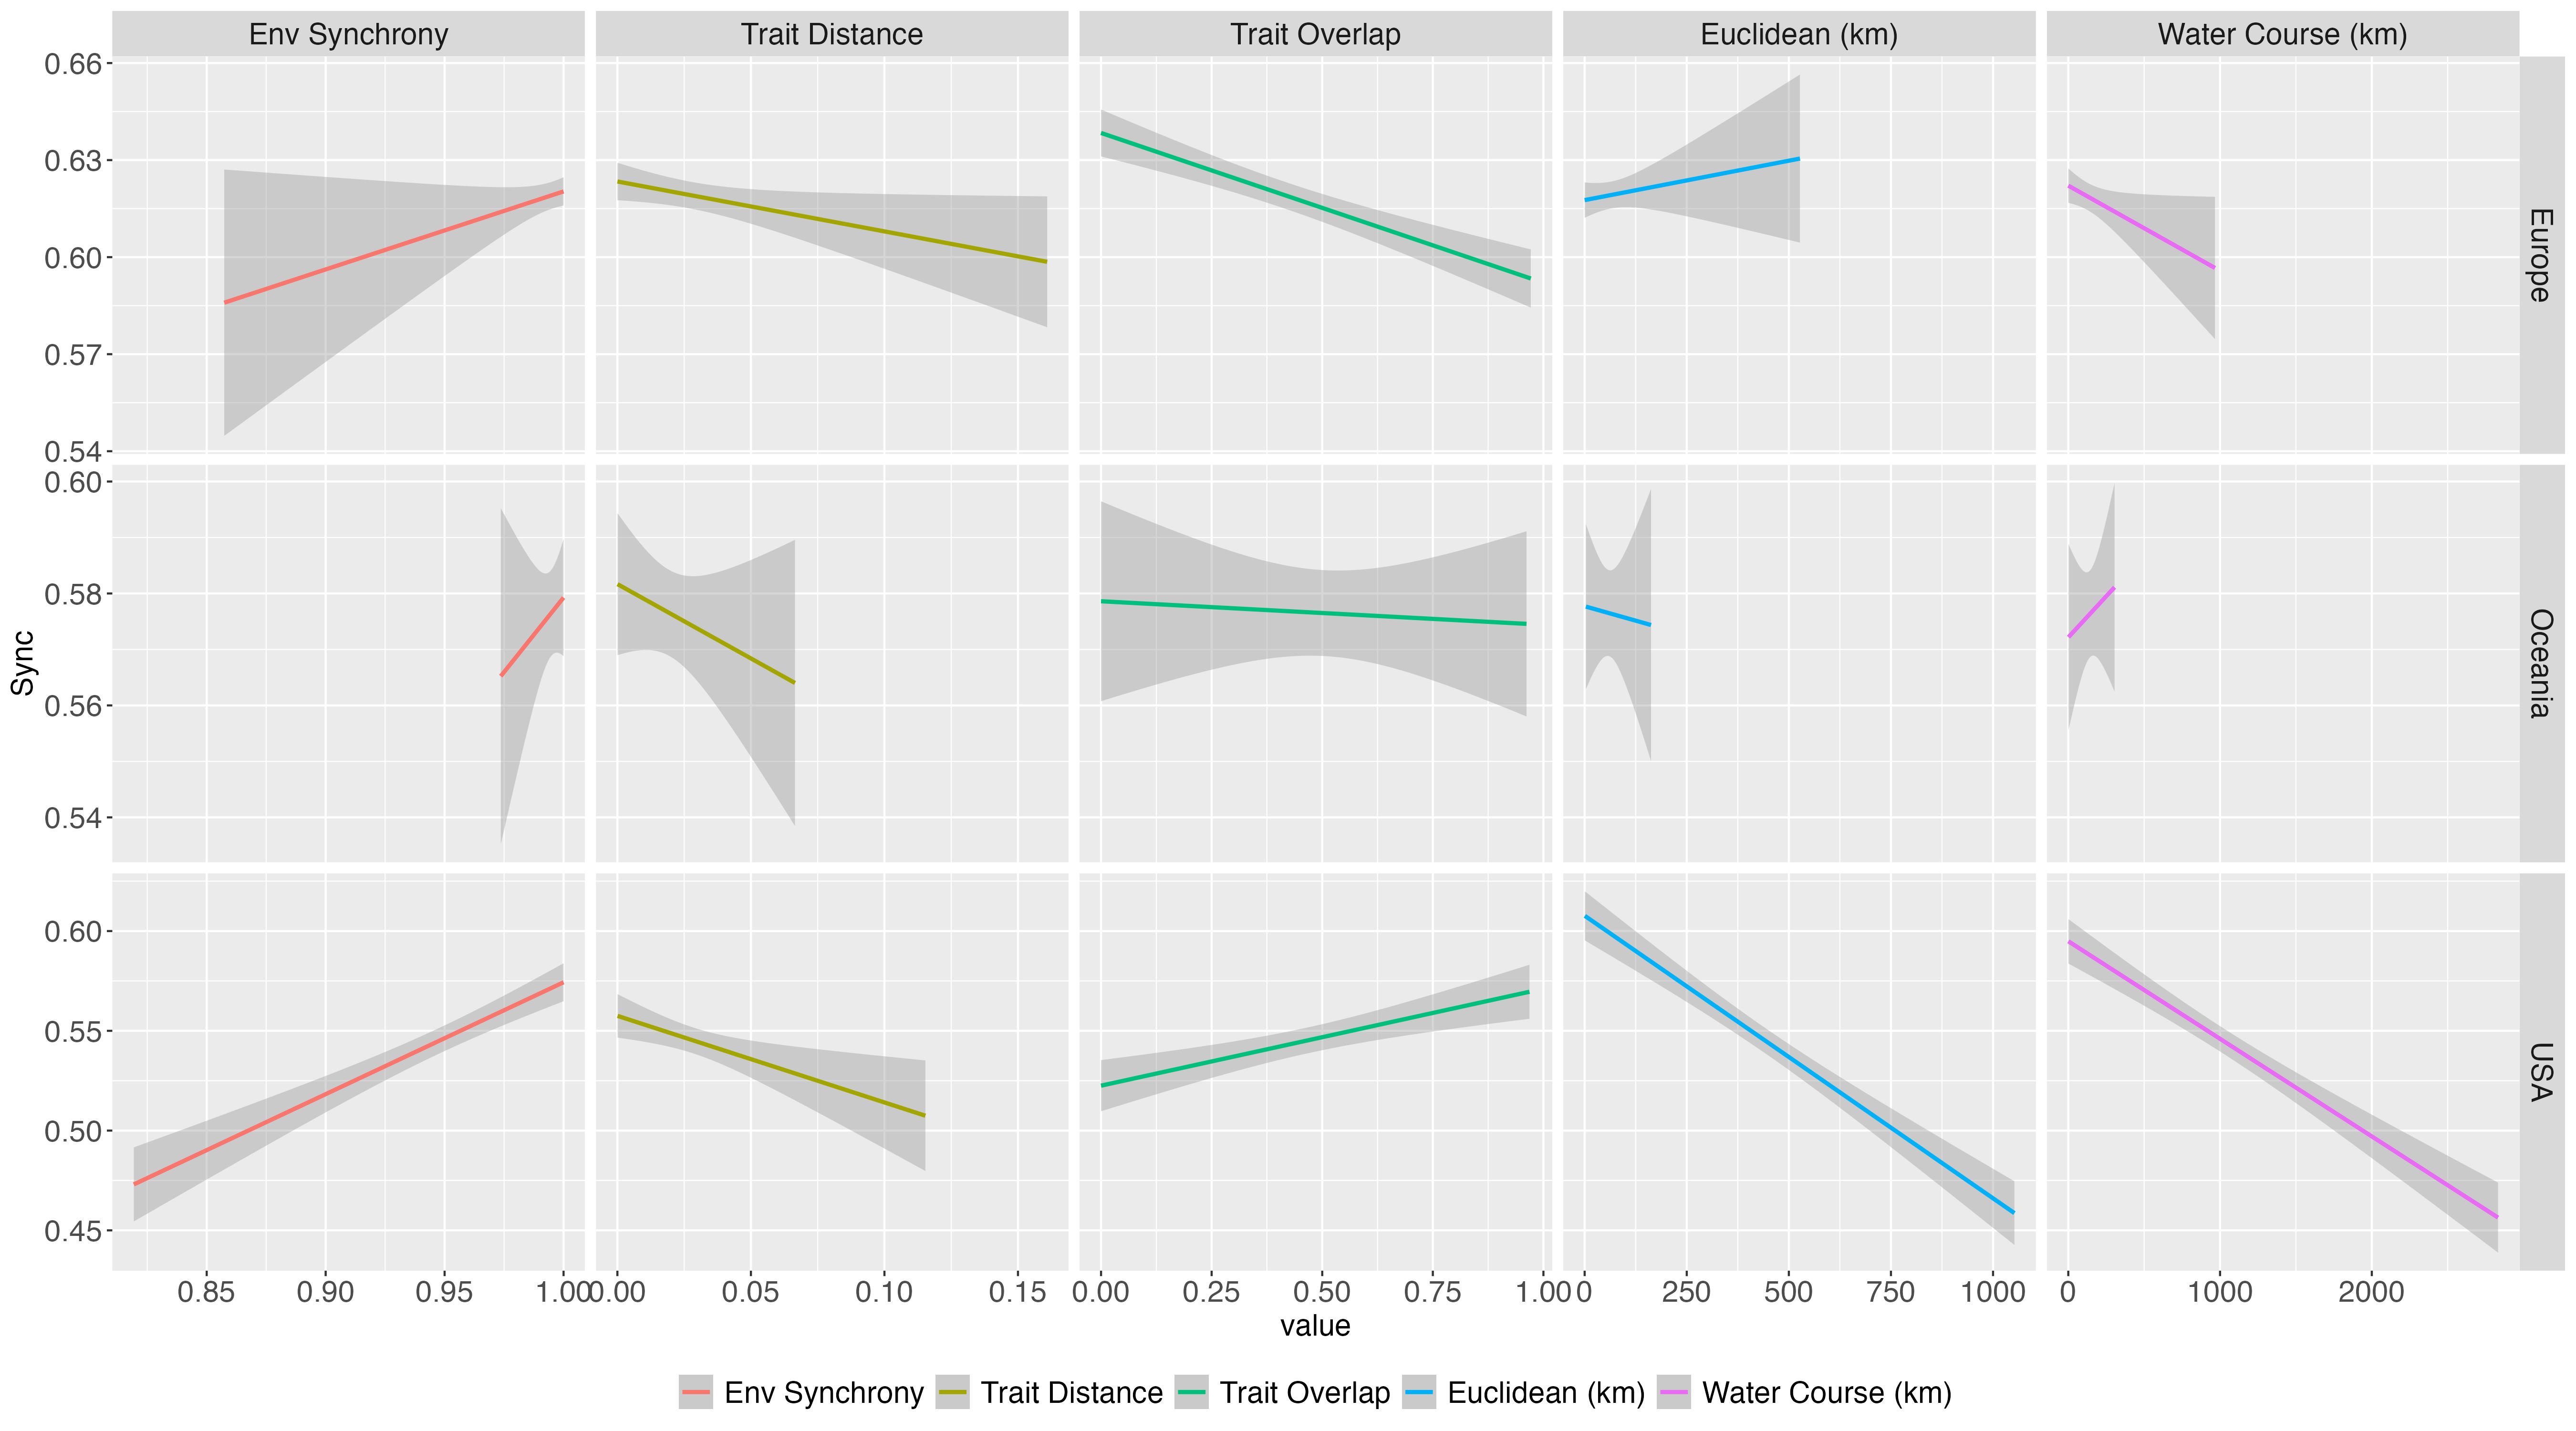 Env Synchrony Trait Distance Trait Overlap Euclidean (km) Water Course (km)
0.66
0.63
0.60
0.57
0.54
Europe
0.60
0.58
0.56
0.54
Oceania
Sync
0.60
0.55
0.50
0.45
USA
0.85 0.90 0.95 1.00 0.00 0.05 0.10 0.15 0.00 0.25 0.50 0.75 1.00 0 250 500 750 1000 0 1000 2000
value
Env Synchrony Trait Distance Trait Overlap Euclidean (km) Water Course (km)